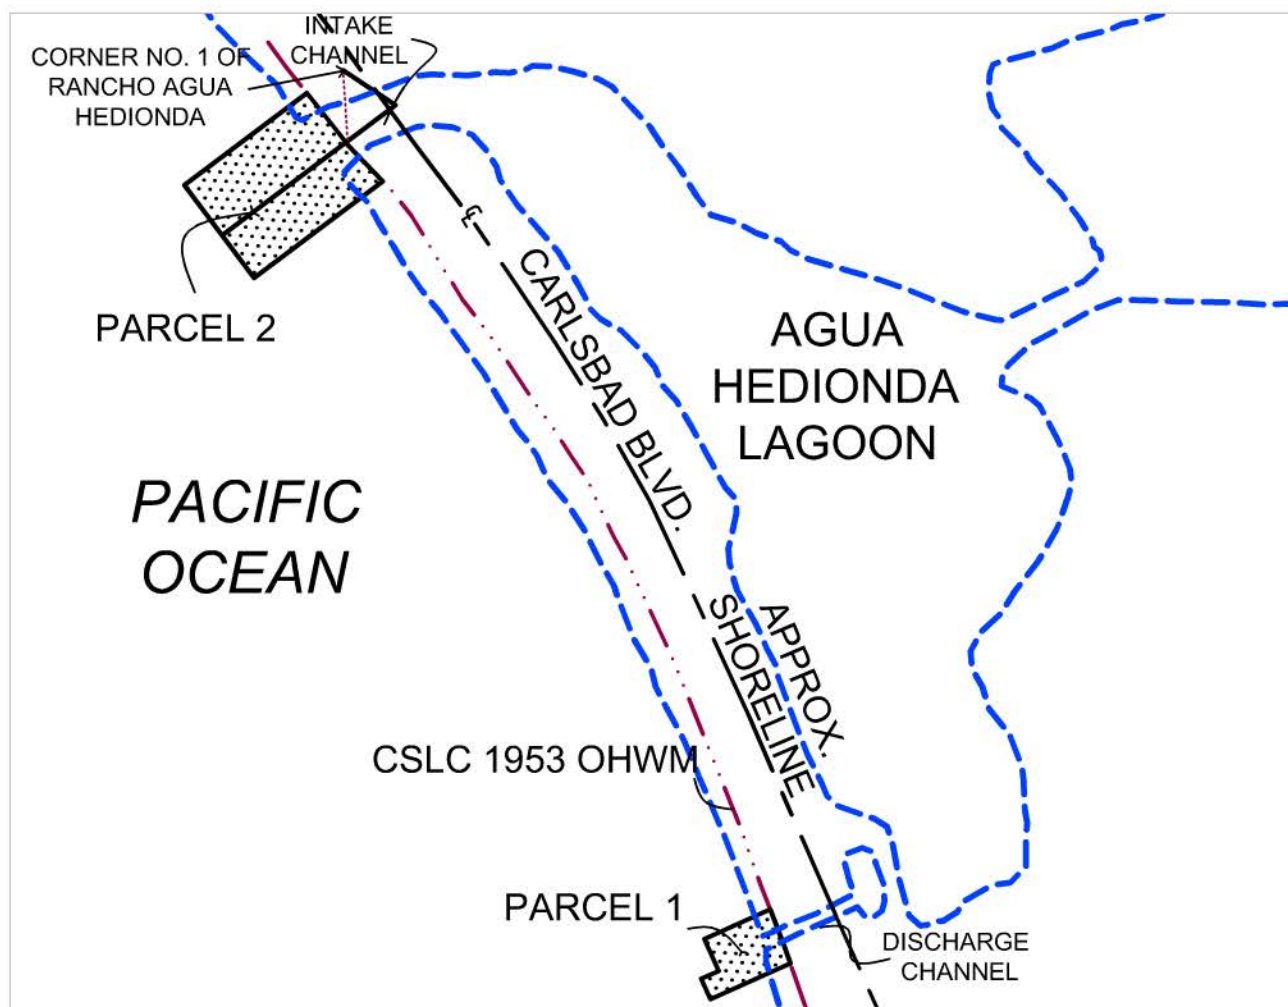 INTAKE
CHANNEL
CORNER NO. 1 OF
RANCHO AGUA
HEDIONDA
℄
CARLSBAD BLVD.
PARCEL 2
AGUA
HEDIONDA
LAGOON
PACIFIC
OCEAN
APPROX.
SHORELINE
CSLC 1953 OHWM
PARCEL 1
DISCHARGE
CHANNEL